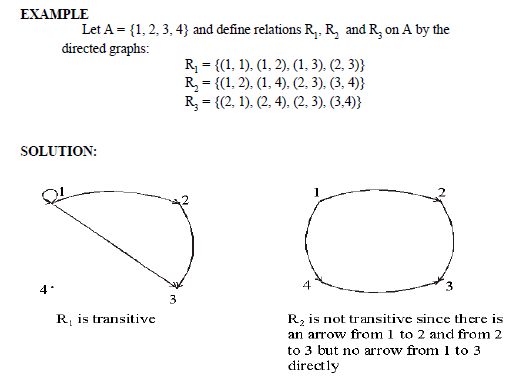 EXAMPLE
Let A = {1, 2, 3, 4} and define relations R₁, R₂ and R₃ on A by the
directed graphs:
R₁ = {(1, 1), (1, 2), (1, 3), (2, 3)}
R₂ = {(1, 2), (1, 4), (2, 3), (3, 4)}
R₃ = {(2, 1), (2, 4), (2, 3), (3,4)}
SOLUTION:
1
2
4
3
R₁ is transitive
1
2
4
3
R₂ is not transitive since there is
an arrow from 1 to 2 and from 2
to 3 but no arrow from 1 to 3
directly